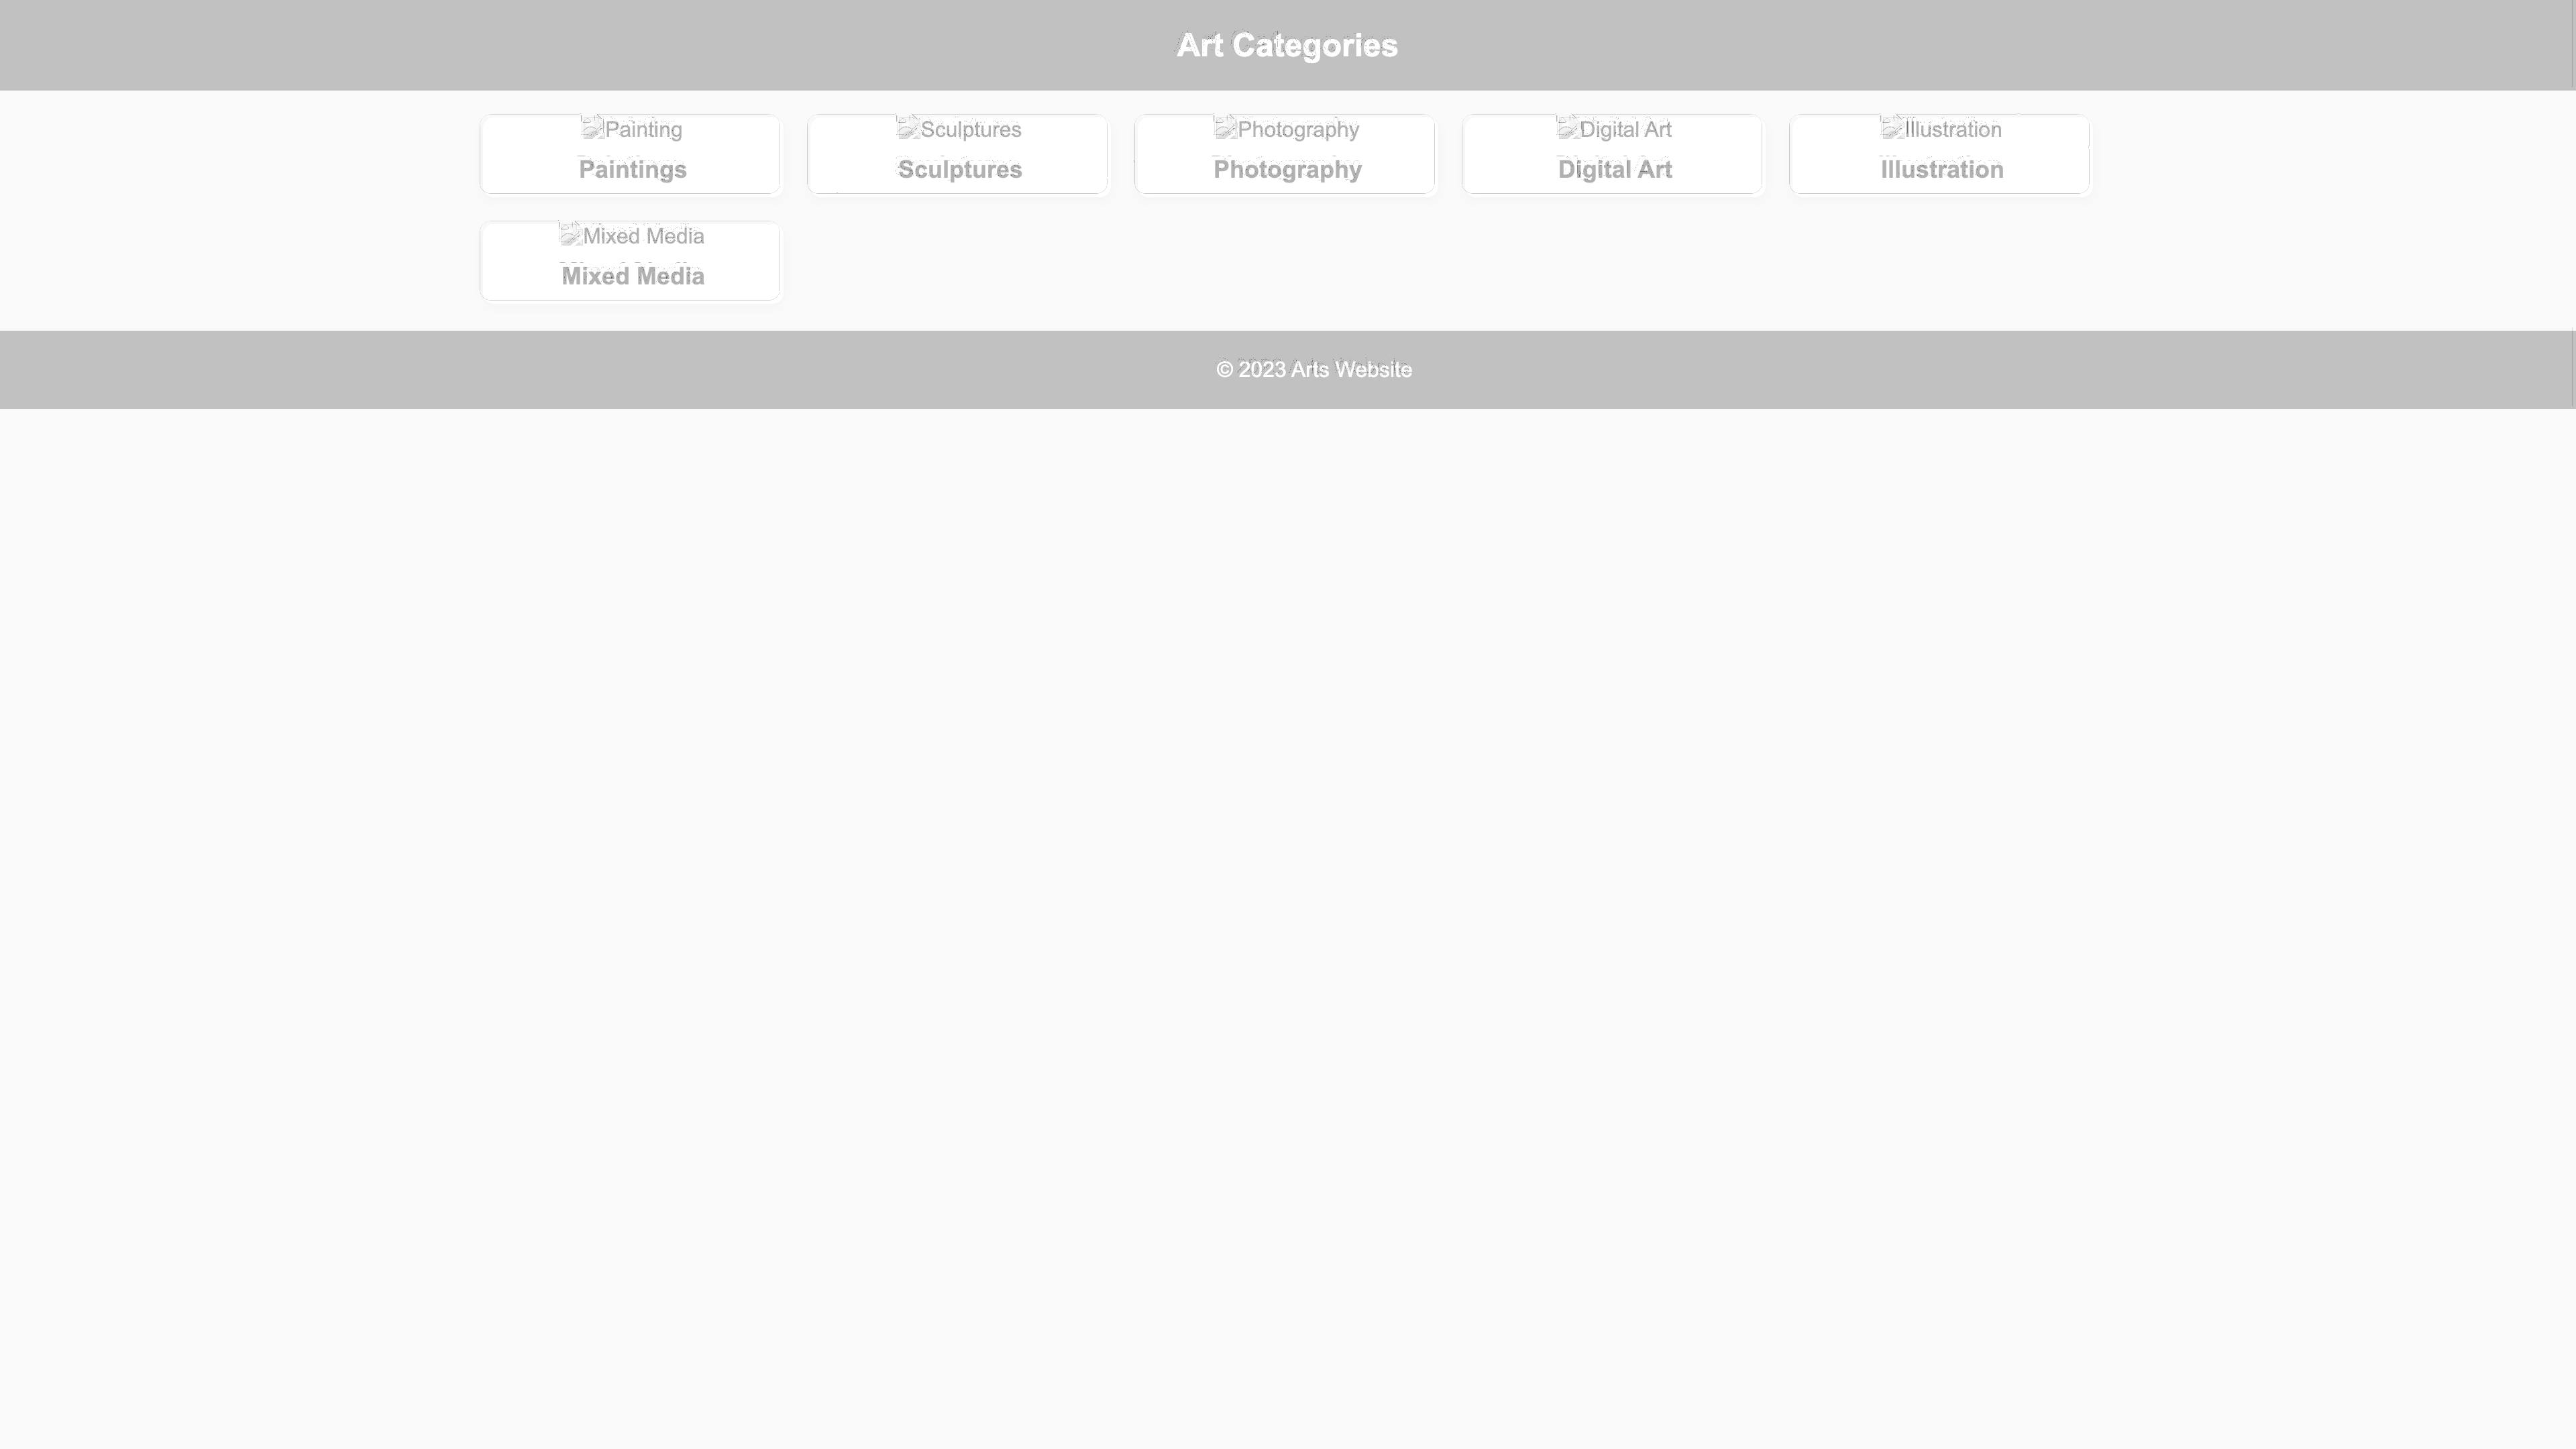 Art Categories
Painting Sculptures Photography Digital Art Illustration
Paintings Sculptures Photography Digital Art Illustration
Mixed Media
Mixed Media
© 2023 Arts Website